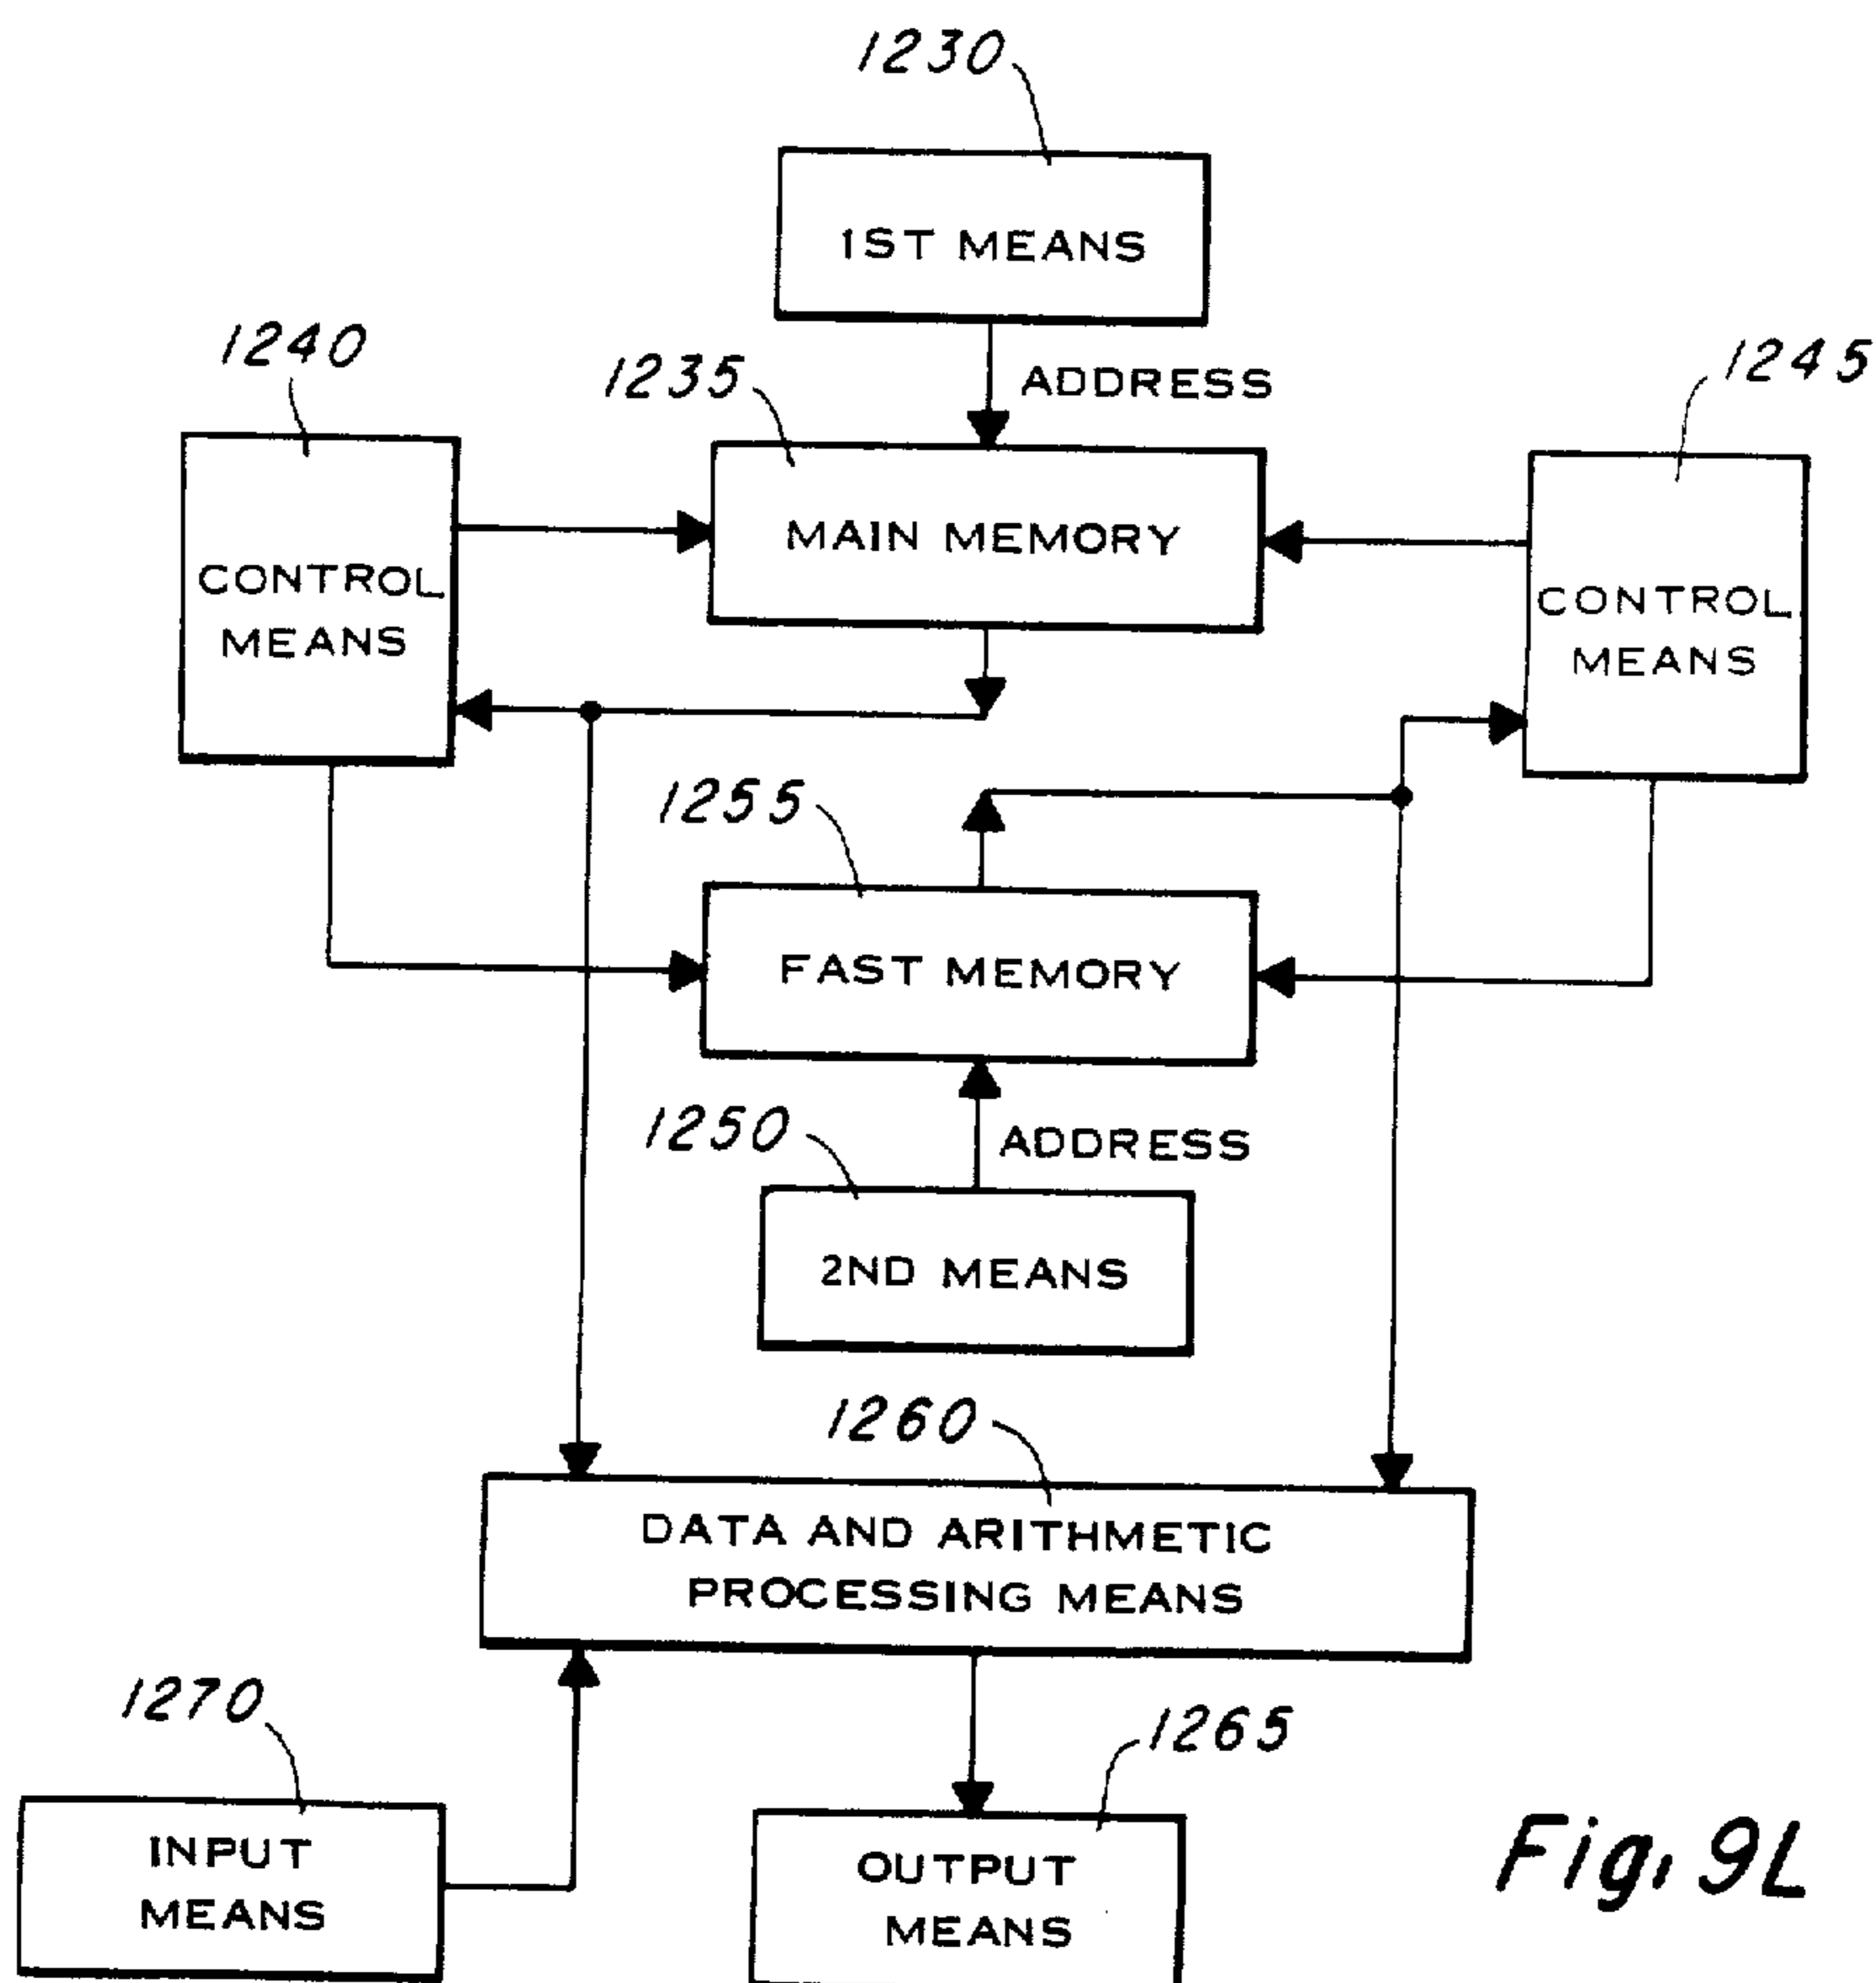 1230
1ST MEANS
1240
1235
ADDRESS
1245
MAIN MEMORY
CONTROL
MEANS
CONTROL
MEANS
1255
FAST MEMORY
1250
ADDRESS
2ND MEANS
1260
DATA AND ARITHMETIC
PROCESSING MEANS
1270
1265
INPUT
MEANS
OUTPUT
MEANS
Fig. 9L